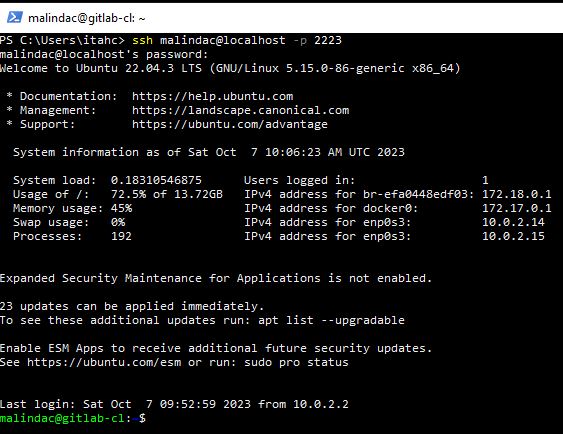 malindac@gitlab-cl: ~
PS C:\Users\itahc> ssh malindac@localhost -p 2223
malindac@localhost's password:
Welcome to Ubuntu 22.04.3 LTS (GNU/Linux 5.15.0-86-generic x86_64)
 * Documentation:  https://help.ubuntu.com
 * Management:     https://landscape.canonical.com
 * Support:        https://ubuntu.com/advantage
  System information as of Sat Oct  7 10:06:23 AM UTC 2023
  System load:  0.18310546875     Users logged in:                  1
  Usage of /:   72.5% of 13.72GB  IPv4 address for br-efa0448edf03: 172.18.0.1
  Memory usage: 45%               IPv4 address for docker0:         172.17.0.1
  Swap usage:   0%                IPv4 address for enp0s3:          10.0.2.14
  Processes:    192               IPv4 address for enp0s3:          10.0.2.15
Expanded Security Maintenance for Applications is not enabled.
23 updates can be applied immediately.
To see these additional updates run: apt list --upgradable
Enable ESM Apps to receive additional future security updates.
See https://ubuntu.com/esm or run: sudo pro status
Last login: Sat Oct  7 09:52:59 2023 from 10.0.2.2
malindac@gitlab-cl:~$